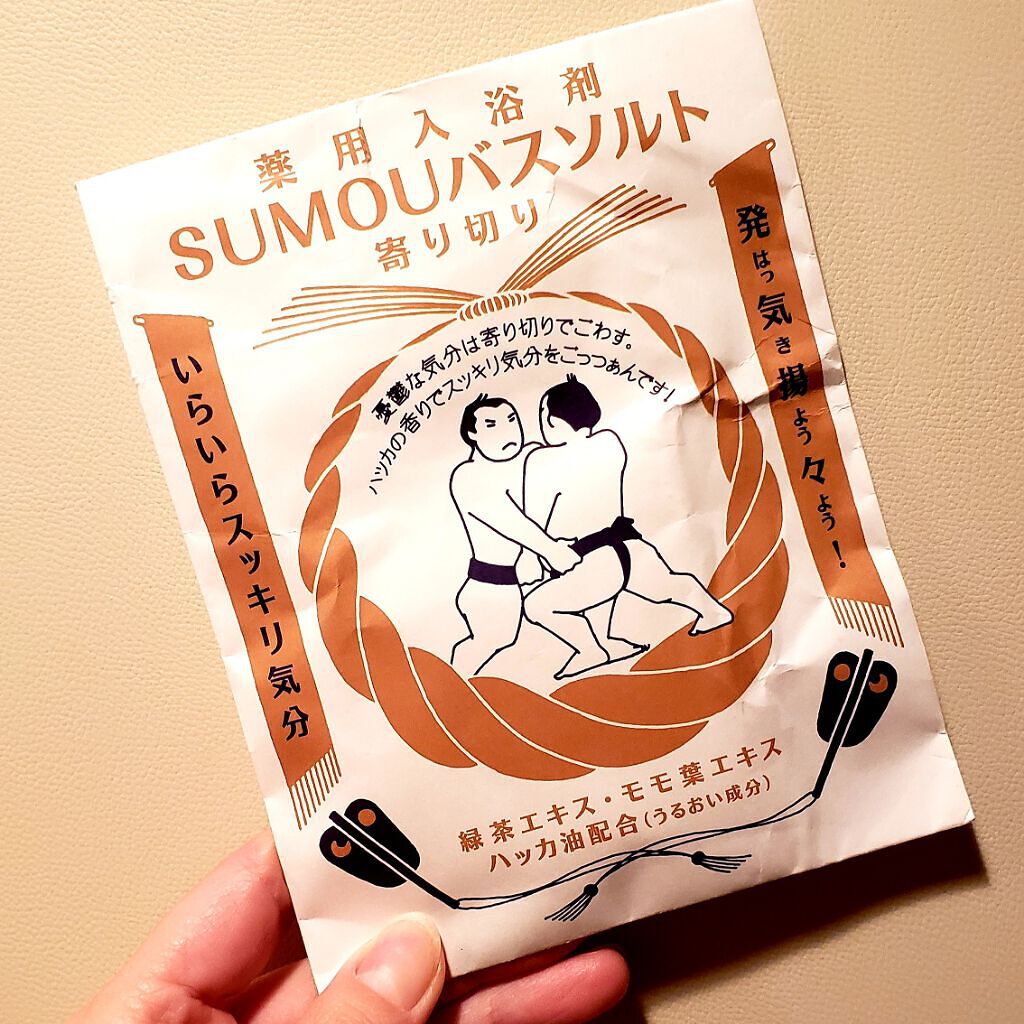 薬用入浴剤
SUMOUバスソルト
寄り切り
憂鬱な気分は寄り切りでごわす。
ハッカの香りでスッキリ気分をごっつぁんです!
いらいらスッキリ気分
発はっ気き揚よう々よう!
緑茶エキス・モモ葉エキス
ハッカ油配合(うるおい成分)